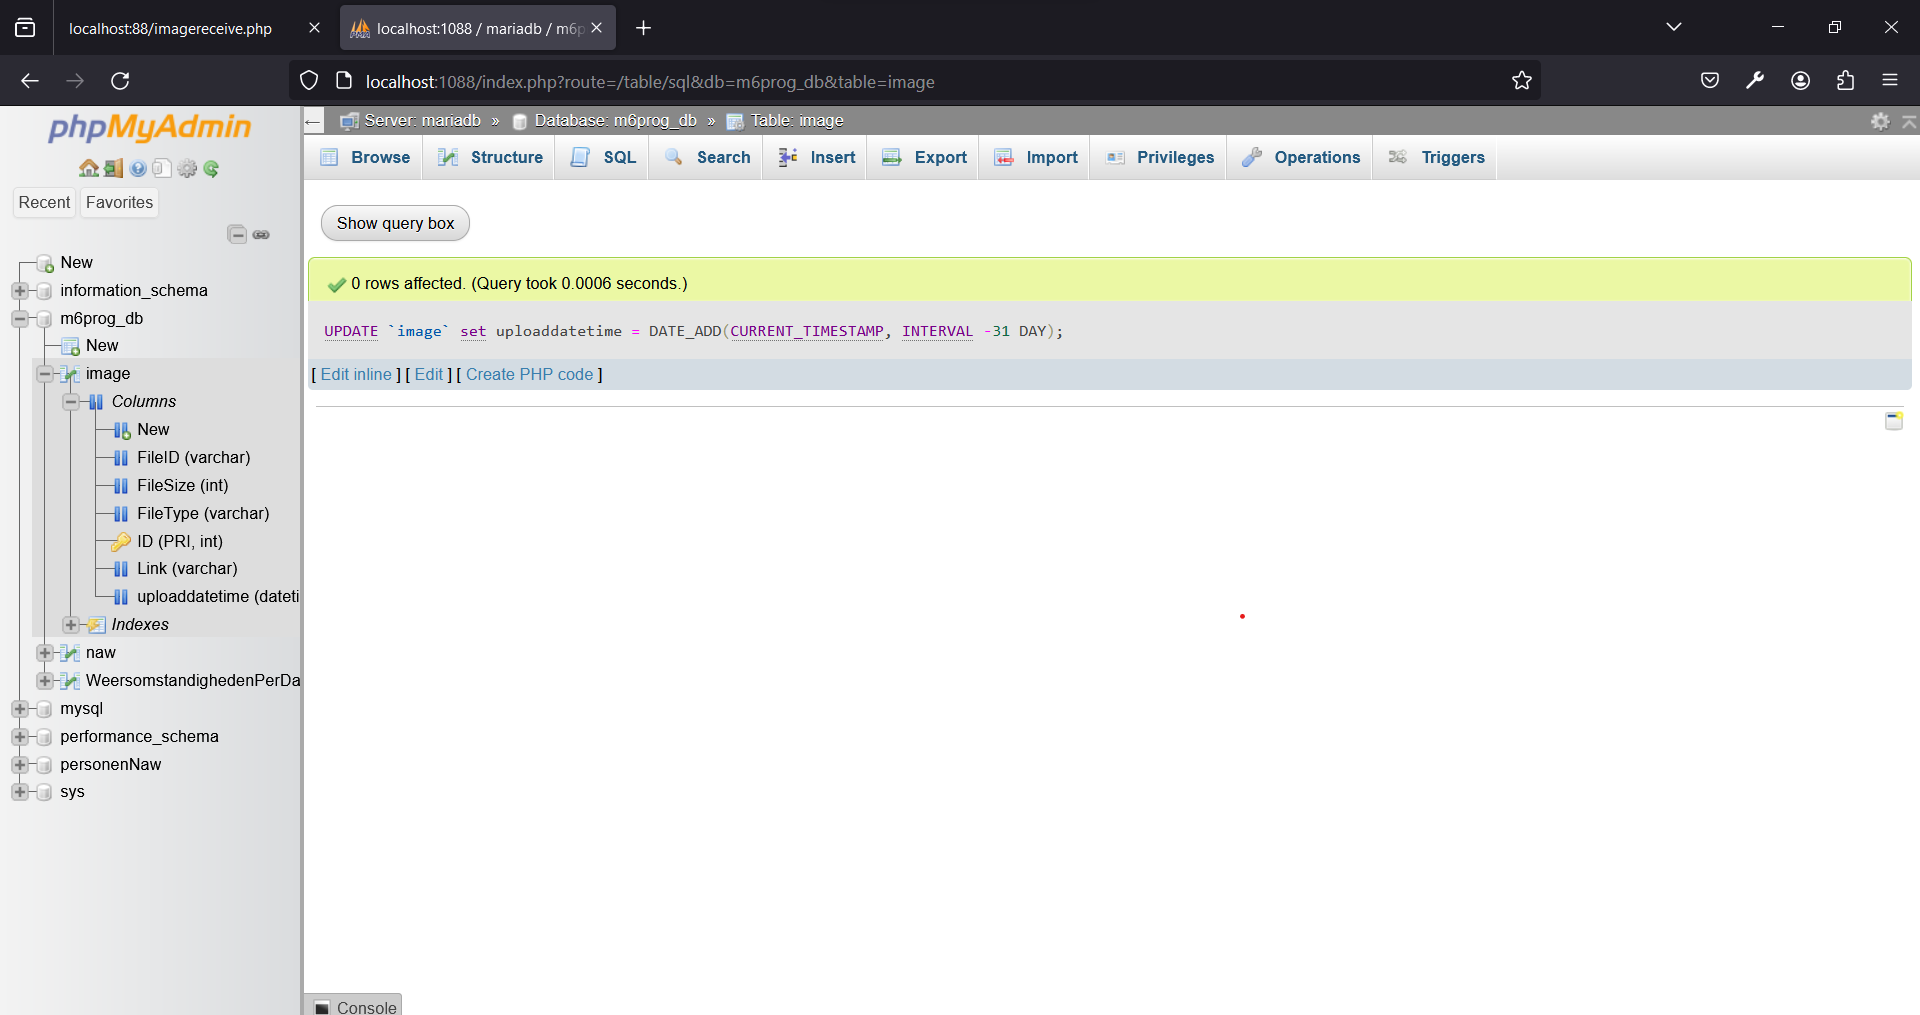 localhost:88/imagereceive.php
localhost:1088 / mariadb / m6p
localhost:1088/index.php?route=/table/sql&db=m6prog_db&table=image
phpMyAdmin
Recent Favorites
New
information_schema
m6prog_db
New
image
Columns
New
FileID (varchar)
FileSize (int)
FileType (varchar)
ID (PRI, int)
Link (varchar)
uploaddatetime (dateti
Indexes
naw
WeersomstandighedenPerDa
mysql
performance_schema
personenNaw
sys
Server: mariadb » Database: m6prog_db » Table: image
Browse Structure SQL Search Insert Export Import Privileges Operations Triggers
Show query box
0 rows affected. (Query took 0.0006 seconds.)
UPDATE `image` set uploaddatetime = DATE_ADD(CURRENT_TIMESTAMP, INTERVAL -31 DAY);
[ Edit inline ] [ Edit ] [ Create PHP code ]
Console